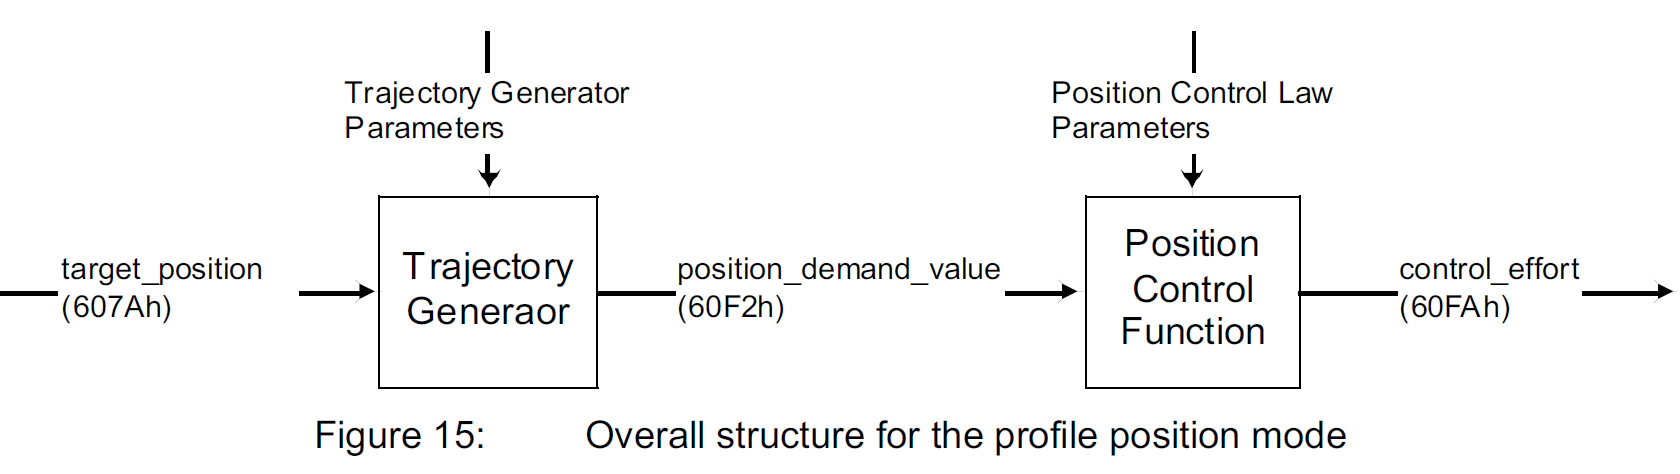 Trajectory Generator
Parameters
Position Control Law
Parameters
target_position
(607Ah)
Trajectory
Generaor
position_demand_value
(60F2h)
Position
Control
Function
control_effort
(60FAh)
Figure 15: Overall structure for the profile position mode